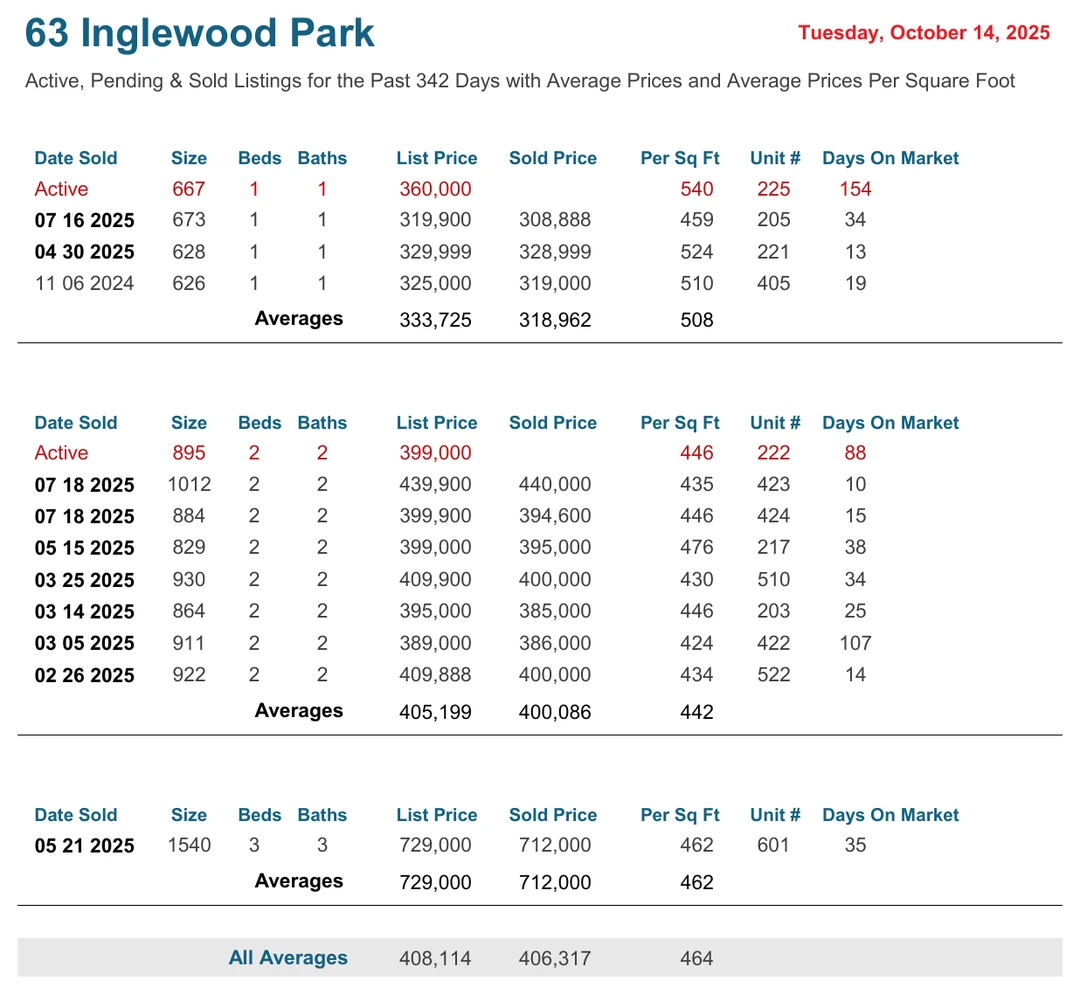 63 Inglewood Park
Tuesday, October 14, 2025
Active, Pending & Sold Listings for the Past 342 Days with Average Prices and Average Prices Per Square Foot
Date Sold Size Beds Baths List Price Sold Price Per Sq Ft Unit # Days On Market
Active 667 1 1 360,000 540 225 154
07 16 2025 673 1 1 319,900 308,888 459 205 34
04 30 2025 628 1 1 329,999 328,999 524 221 13
11 06 2024 626 1 1 325,000 319,000 510 405 19
Averages 333,725 318,962 508
Date Sold Size Beds Baths List Price Sold Price Per Sq Ft Unit # Days On Market
Active 895 2 2 399,000 446 222 88
07 18 2025 1012 2 2 439,900 440,000 435 423 10
07 18 2025 884 2 2 399,900 394,600 446 424 15
05 15 2025 829 2 2 399,000 395,000 476 217 38
03 25 2025 930 2 2 409,900 400,000 430 510 34
03 14 2025 864 2 2 395,000 385,000 446 203 25
03 05 2025 911 2 2 389,000 386,000 424 422 107
02 26 2025 922 2 2 409,888 400,000 434 522 14
Averages 405,199 400,086 442
Date Sold Size Beds Baths List Price Sold Price Per Sq Ft Unit # Days On Market
05 21 2025 1540 3 3 729,000 712,000 462 601 35
Averages 729,000 712,000 462
All Averages 408,114 406,317 464